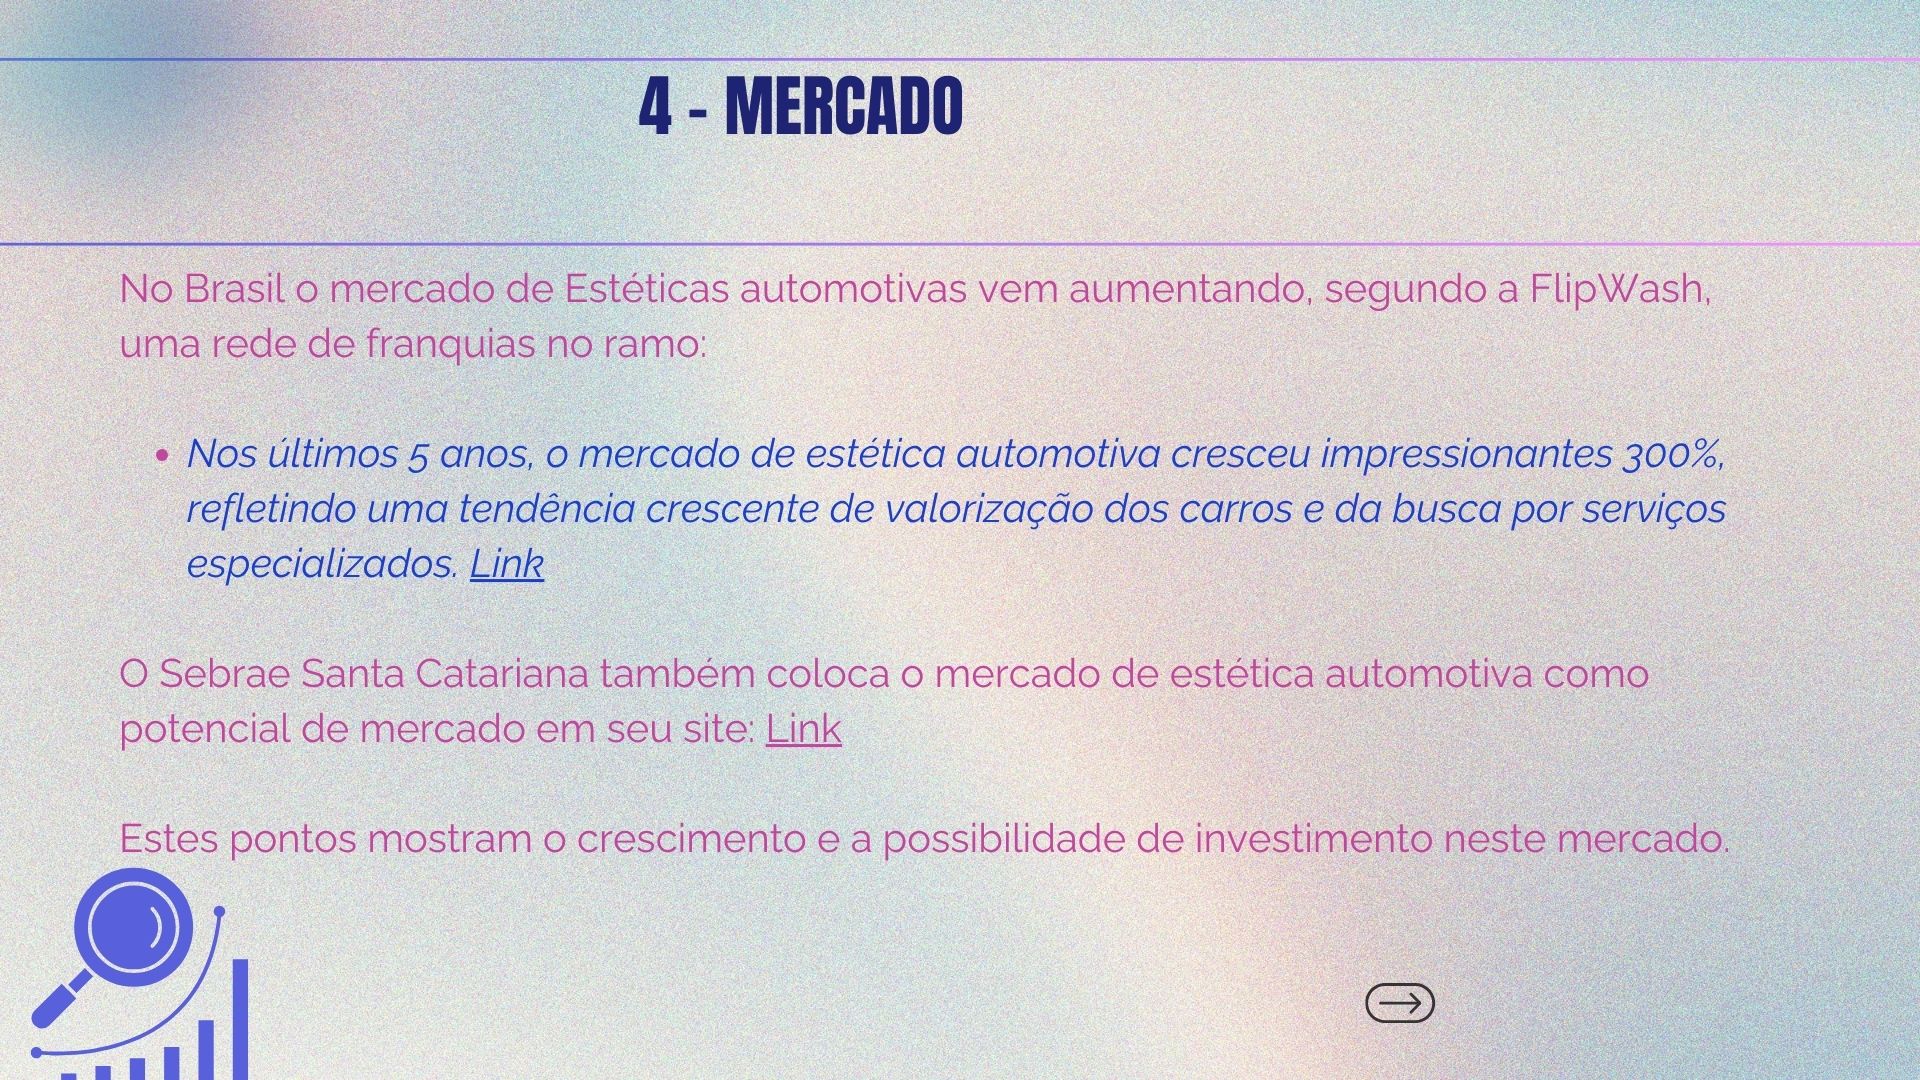 4 - MERCADO
No Brasil o mercado de Estéticas automotivas vem aumentando, segundo a FlipWash,
uma rede de franquias no ramo:
• Nos últimos 5 anos, o mercado de estética automotiva cresceu impressionantes 300%,
refletindo uma tendência crescente de valorização dos carros e da busca por serviços
especializados. Link
O Sebrae Santa Catariana também coloca o mercado de estética automotiva como
potencial de mercado em seu site: Link
Estes pontos mostram o crescimento e a possibilidade de investimento neste mercado.